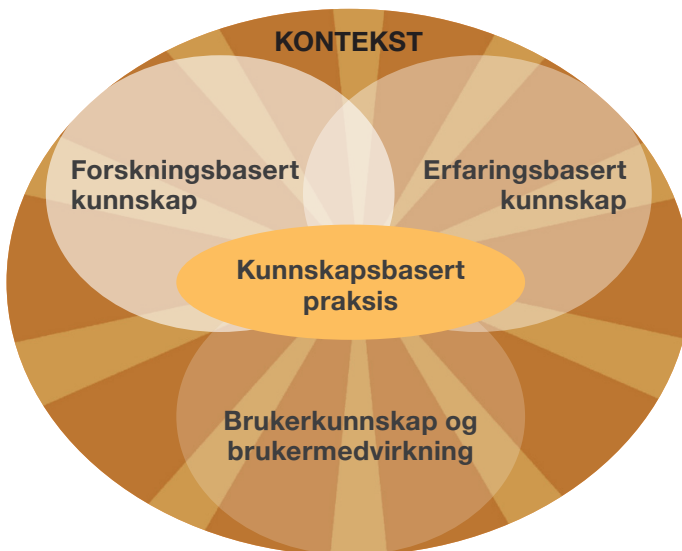 KONTEKST
Forskningsbasert
kunnskap
Erfaringsbasert
kunnskap
Kunnskapsbasert
praksis
Brukerkunnskap og
brukermedvirkning